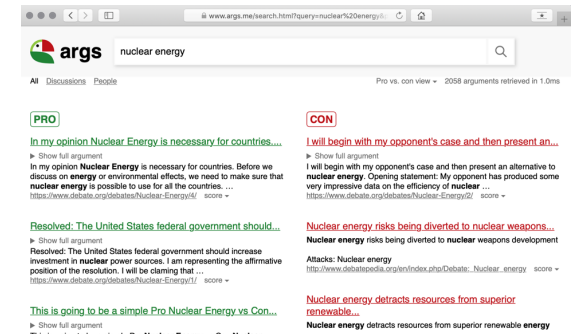 www.args.me/search.html?query=nuclear%20energy&
args
nuclear energy
All Discussions People
Pro vs. con view 2058 arguments retrieved in 1.0ms
PRO
In my opinion Nuclear Energy is necessary for countries....
Show full argument
In my opinion Nuclear Energy is necessary for countries. Before we
discuss on energy or environmental effects, we need to make sure that
nuclear energy is possible to use for all the countries. ...
https://www.debate.org/debates/Nuclear-Energy/4/ score
Resolved: The United States federal government should...
Show full argument
Resolved: The United States federal government should increase
investment in nuclear power sources. I am representing the affirmative
position of the resolution. I will be claiming that ...
https://www.debate.org/debates/Nuclear-Energy/1/ score
This is going to be a simple Pro Nuclear Energy vs Con...
Show full argument
CON
I will begin with my opponent's case and then present an...
Show full argument
I will begin with my opponent's case and then present an alternative to
nuclear energy. Opening statement: My opponent has produced some
very impressive data on the efficiency of nuclear ...
https://www.debate.org/debates/Nuclear-Energy/2/ score
Nuclear energy risks being diverted to nuclear weapons...
Nuclear energy risks being diverted to nuclear weapons development
Attacks: Nuclear energy
http://www.debatepedia.org/en/index.php/Debate:_Nuclear_energy score
Nuclear energy detracts resources from superior
renewable...
Nuclear energy detracts resources from superior renewable energy